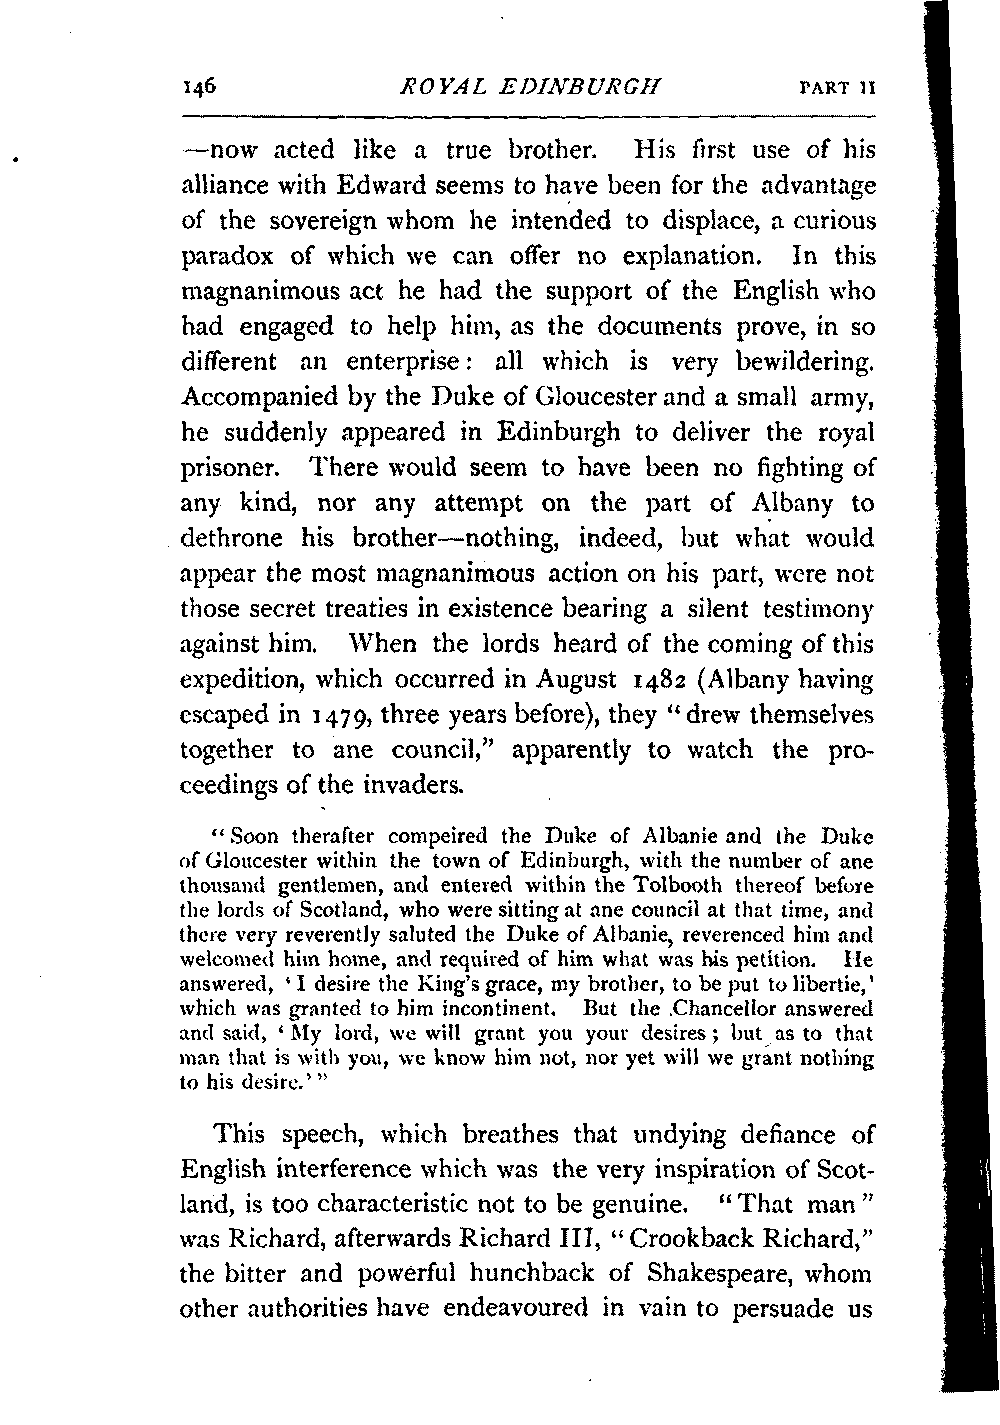 146 ROYAL EDINBURGH PART II
—now acted like a true brother. His first use of his
alliance with Edward seems to have been for the advantage
of the sovereign whom he intended to displace, a curious
paradox of which we can offer no explanation. In this
magnanimous act he had the support of the English who
had engaged to help him, as the documents prove, in so
different an enterprise: all which is very bewildering.
Accompanied by the Duke of Gloucester and a small army,
he suddenly appeared in Edinburgh to deliver the royal
prisoner. There would seem to have been no fighting of
any kind, nor any attempt on the part of Albany to
dethrone his brother—nothing, indeed, but what would
appear the most magnanimous action on his part, were not
those secret treaties in existence bearing a silent testimony
against him. When the lords heard of the coming of this
expedition, which occurred in August 1482 (Albany having
escaped in 1479, three years before), they “drew themselves
together to ane council,” apparently to watch the pro-
ceedings of the invaders.
“Soon therafter compeired the Duke of Albanie and the Duke
of Gloucester within the town of Edinburgh, with the number of ane
thousand gentlemen, and entered within the Tolbooth thereof before
the lords of Scotland, who were sitting at ane council at that time, and
there very reverently saluted the Duke of Albanie, reverenced him and
welcomed him home, and required of him what was his petition. He
answered, ‘I desire the King's grace, my brother, to be put to libertie,’
which was granted to him incontinent. But the Chancellor answered
and said, ‘My lord, we will grant you your desires; but as to that
man that is with you, we know him not, nor yet will we grant nothing
to his desire.’”
This speech, which breathes that undying defiance of
English interference which was the very inspiration of Scot-
land, is too characteristic not to be genuine. “That man”
was Richard, afterwards Richard III, “Crookback Richard,”
the bitter and powerful hunchback of Shakespeare, whom
other authorities have endeavoured in vain to persuade us